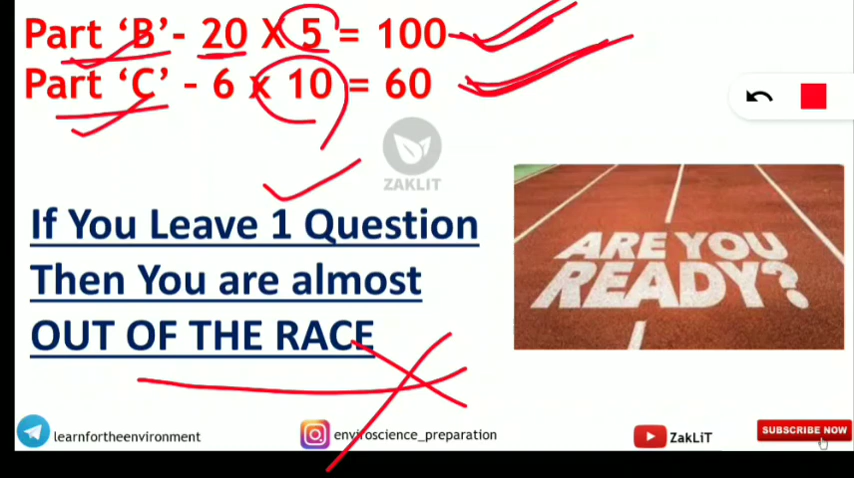 Part ‘B’- 20 X 5 = 100
Part ‘C’ - 6 x 10 = 60
ZAKLIT
If You Leave 1 Question
Then You are almost
OUT OF THE RACE
ARE YOU
READY?
learnfortheenvironment
enviroscience_preparation
ZakLiT
SUBSCRIBE NOW